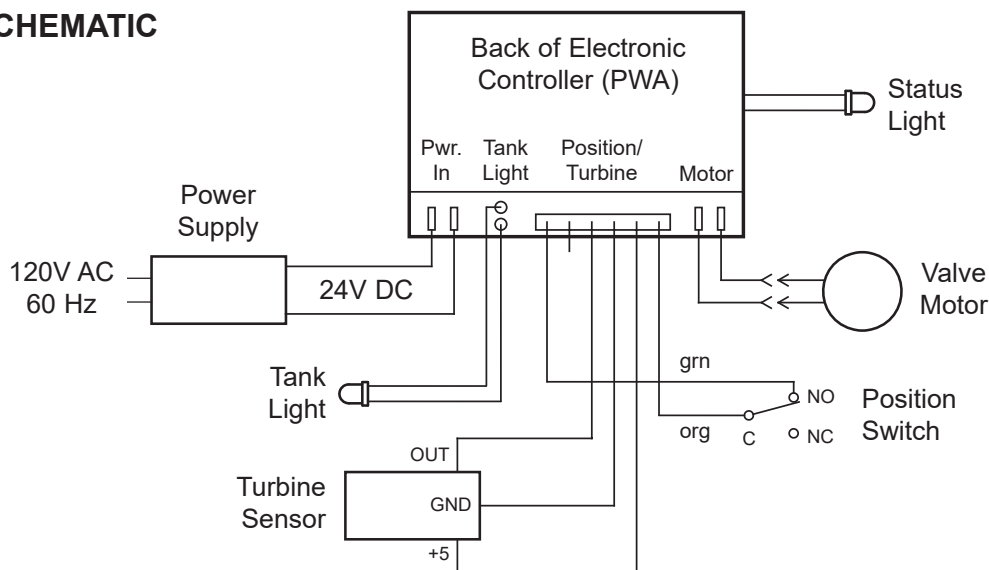 CHEMATIC
Back of Electronic
Controller (PWA)
Status
Light
Pwr.
In
Tank
Light
Position/
Turbine
Motor
Power
Supply
120V AC
60 Hz
24V DC
Valve
Motor
Tank
Light
grn
NO
org
C
NC
Position
Switch
OUT
Turbine
Sensor
GND
+5